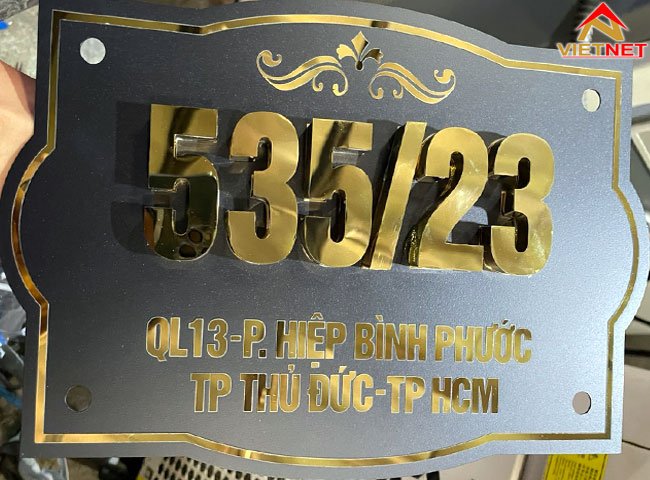 VIETNET
535/23
QL13-P. HIỆP BÌNH PHƯỚC
TP THỦ ĐỨC-TP HCM